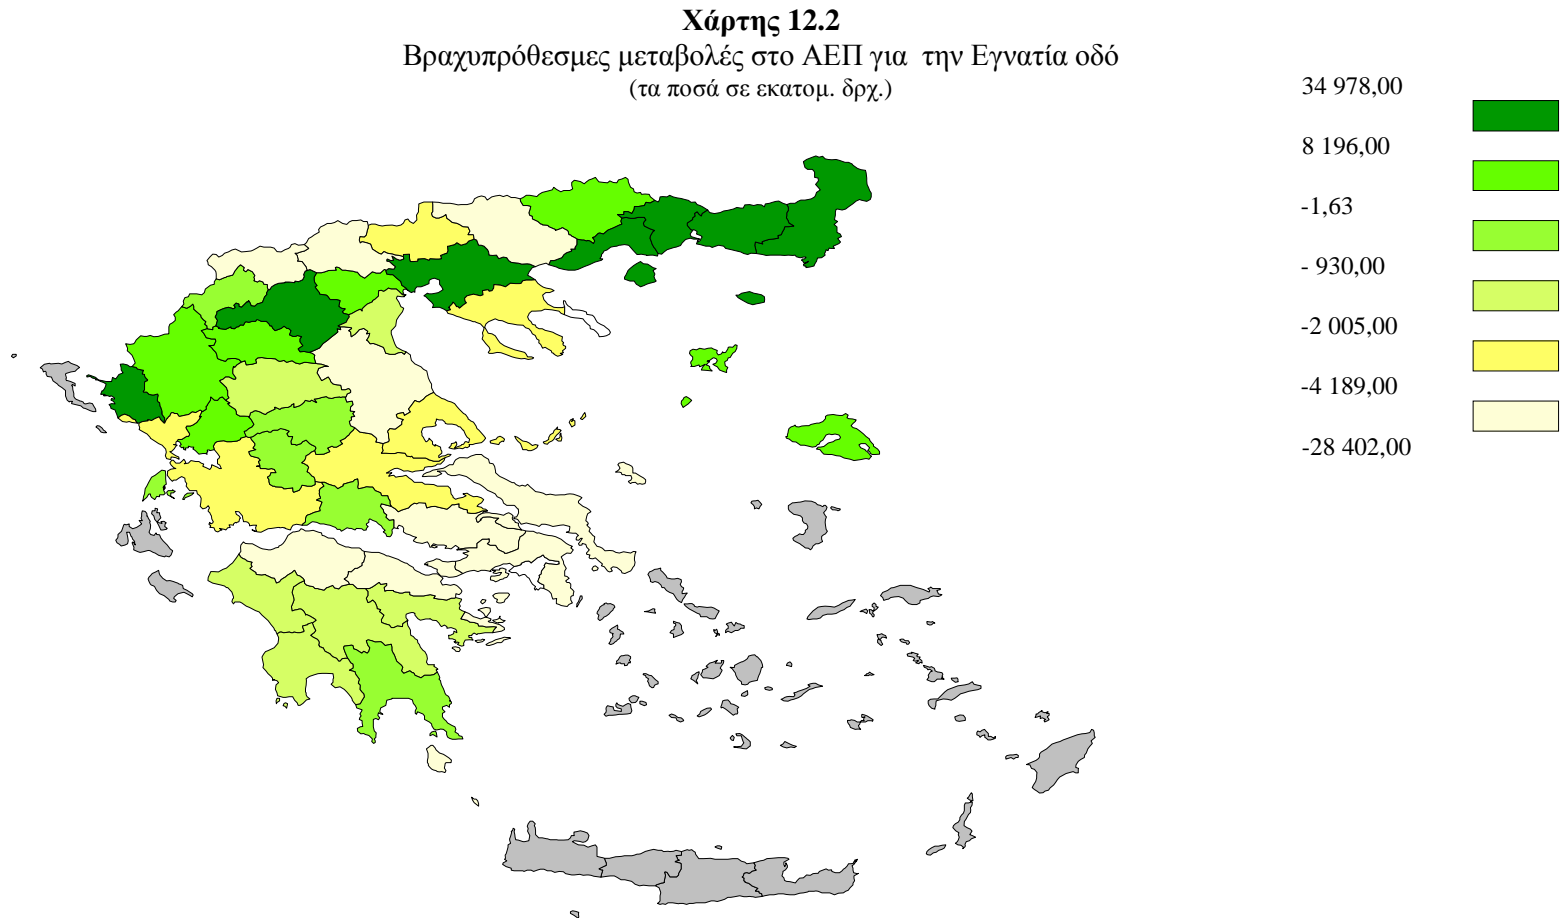 Χάρτης 12.2
Βραχυπρόθεσμες μεταβολές στο ΑΕΠ για  την Εγνατία οδό
(τα ποσά σε εκατομ. δρχ.)
34 978,00
8 196,00
-1,63
- 930,00
-2 005,00
-4 189,00
-28 402,00